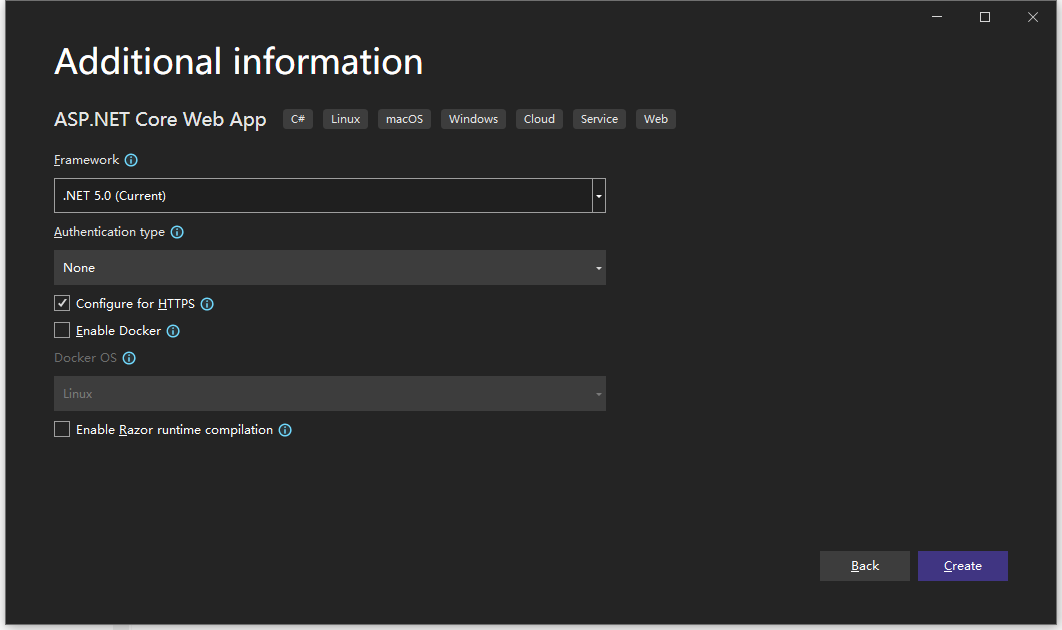 Additional information
ASP.NET Core Web App C# Linux macOS Windows Cloud Service Web
Framework
.NET 5.0 (Current)
Authentication type
None
Configure for HTTPS
Enable Docker
Docker OS
Linux
Enable Razor runtime compilation
Back Create